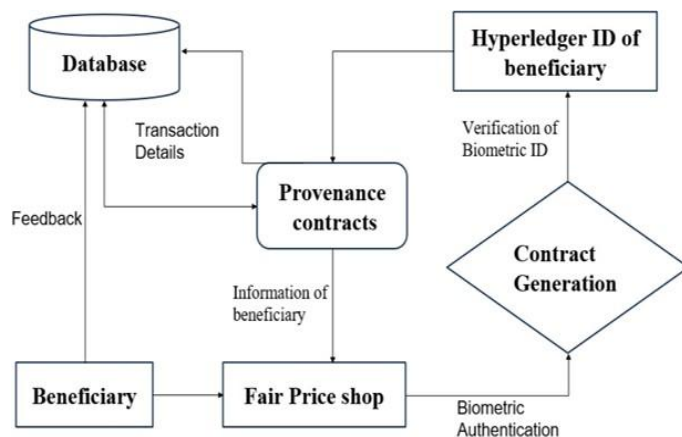 Database
Hyperledger ID of
beneficiary
Transaction
Details
Verification of
Biometric ID
Provenance
contracts
Feedback
Contract
Generation
Information of
beneficiary
Beneficiary
Fair Price shop
Biometric
Authentication